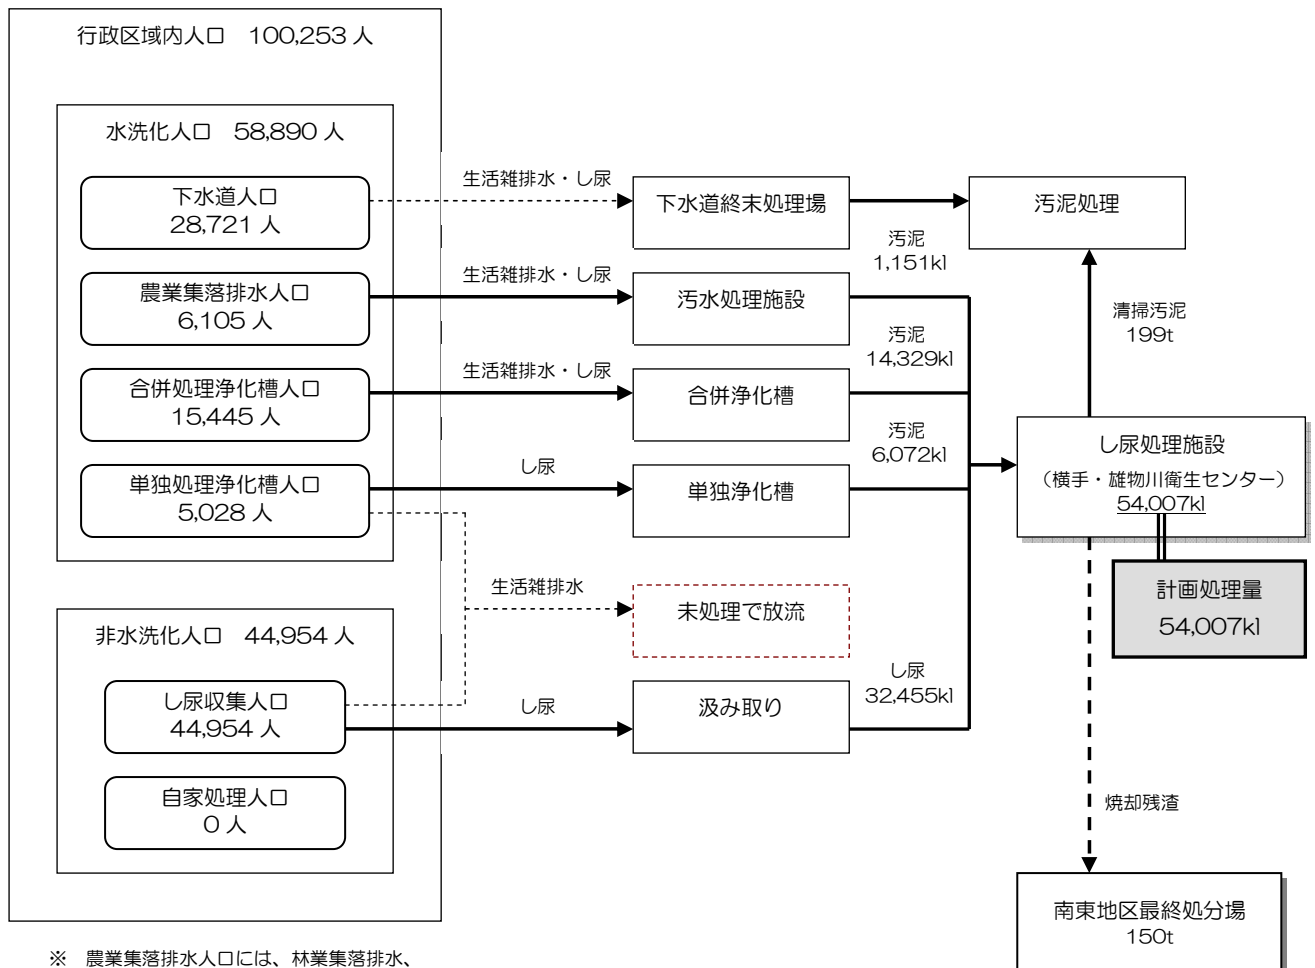 行政区域内人口　100,253 人
水洗化人口　58,890 人
下水道人口
28,721 人
農業集落排水人口
6,105 人
合併処理浄化槽人口
15,445 人
単独処理浄化槽人口
5,028 人
非水洗化人口　44,954 人
し尿収集人口
44,954 人
自家処理人口
0 人
※　農業集落排水人口には、林業集落排水、
生活雑排水・し尿
生活雑排水・し尿
生活雑排水・し尿
し尿
生活雑排水
し尿
下水道終末処理場
汚水処理施設
合併浄化槽
単独浄化槽
未処理で放流
汲み取り
汚泥
1,151kl
汚泥
14,329kl
汚泥
6,072kl
し尿
32,455kl
汚泥処理
清掃汚泥
199t
し尿処理施設
（横手・雄物川衛生センター）
54,007kl
計画処理量
54,007kl
焼却残渣
南東地区最終処分場
150t